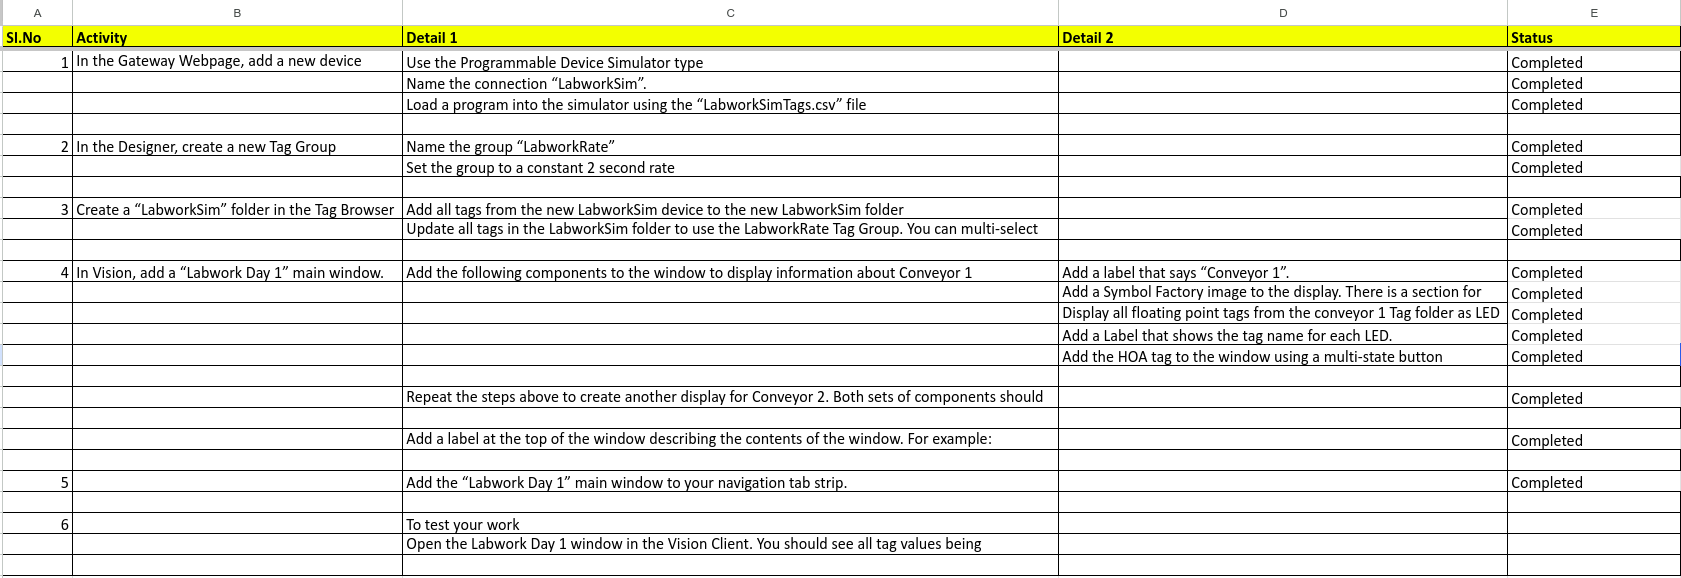 A B C D E
Sl.No Activity Detail 1 Detail 2 Status
1 In the Gateway Webpage, add a new device Use the Programmable Device Simulator type Completed
Name the connection “LabworkSim”. Completed
Load a program into the simulator using the “LabworkSimTags.csv” file Completed
2 In the Designer, create a new Tag Group Name the group “LabworkRate” Completed
Set the group to a constant 2 second rate Completed
3 Create a “LabworkSim” folder in the Tag Browser Add all tags from the new LabworkSim device to the new LabworkSim folder Completed
Update all tags in the LabworkSim folder to use the LabworkRate Tag Group. You can multi-select Completed
4 In Vision, add a “Labwork Day 1” main window. Add the following components to the window to display information about Conveyor 1 Add a label that says “Conveyor 1”. Completed
Add a Symbol Factory image to the display. There is a section for Completed
Display all floating point tags from the conveyor 1 Tag folder as LED Completed
Add a Label that shows the tag name for each LED. Completed
Add the HOA tag to the window using a multi-state button Completed
Repeat the steps above to create another display for Conveyor 2. Both sets of components should Completed
Add a label at the top of the window describing the contents of the window. For example: Completed
5 Add the “Labwork Day 1” main window to your navigation tab strip. Completed
6 To test your work
Open the Labwork Day 1 window in the Vision Client. You should see all tag values being